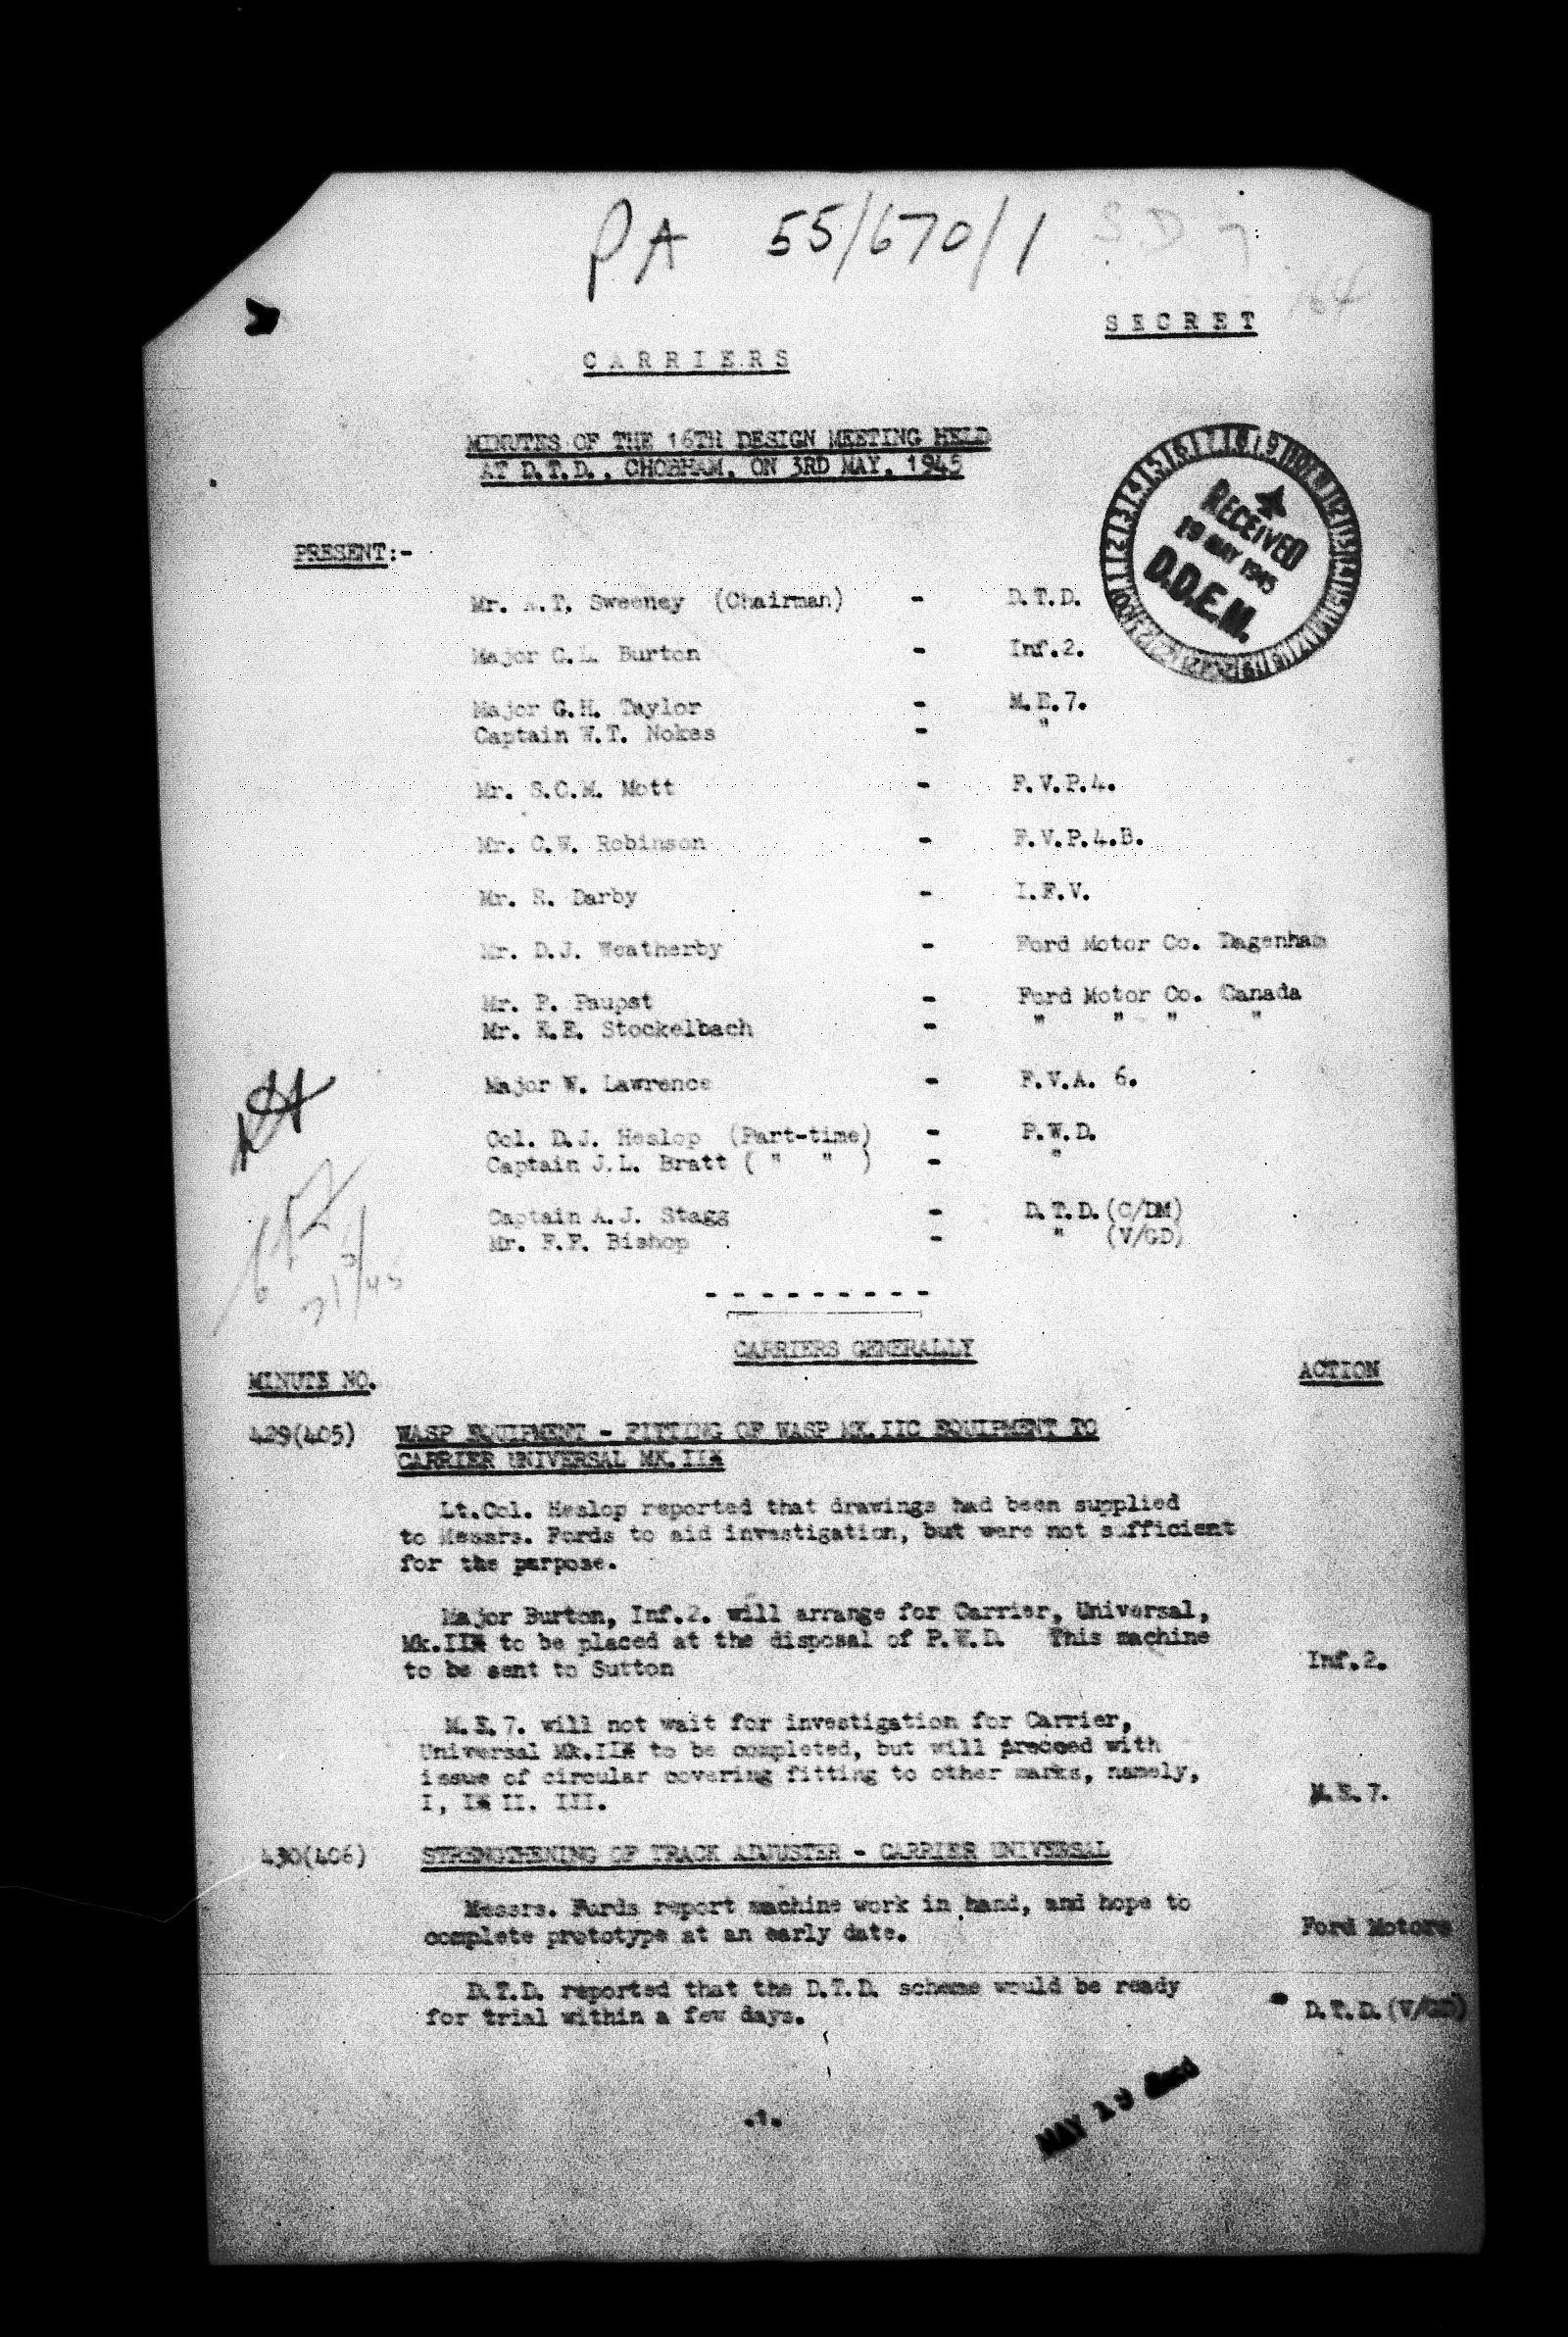 PA 55/670/1 S.D 7
SECRET
CARRIERS
MINUTES OF THE 16TH DESIGN MEETING HELD
AT D.T.D., CHOBHAM, ON 3RD MAY, 1945
RECEIVED
19 MAY 1945
D.D.E.M.
PRESENT:-
Mr. A.T. Sweeney (Chairman) - D.T.D.
Major C.L. Burton - Inf.2.
Major G.H. Taylor - M.E.7.
Captain W.T. Nokes - "
Mr. S.C.M. Mott - F.V.P.4.
Mr. C.W. Robinson - F.V.P.4.B.
Mr. R. Darby - I.F.V.
Mr. D.J. Weatherby - Ford Motor Co. Dagenham
Mr. P. Paupst - Ford Motor Co. Canada
Mr. E.E. Stockelbach - " " " "
Major W. Lawrence - F.V.A. 6.
Col. D.J. Heslop (Part-time) - P.W.D.
Captain J.L. Bratt ( " " ) - "
Captain A.J. Stagg - D.T.D.(C/DM)
Mr. F.F. Bishop - " (V/GD)
- - - - - - - - -
CARRIERS GENERALLY
MINUTE NO. ACTION
429(405) WASP EQUIPMENT - FITTING OF WASP MK.IIC EQUIPMENT TO
CARRIER UNIVERSAL MK.II*
Lt.Col. Heslop reported that drawings had been supplied
to Messrs. Fords to aid investigation, but were not sufficient
for the purpose.
Major Burton, Inf.2. will arrange for Carrier, Universal,
Mk.II* to be placed at the disposal of P.W.D. This machine
to be sent to Sutton Inf.2.
M.E.7. will not wait for investigation for Carrier,
Universal Mk.II* to be completed, but will proceed with
issue of circular covering fitting to other marks, namely,
I, I* II. III. M.E.7.
430(406) STRENGTHENING OF TRACK ADJUSTER - CARRIER UNIVERSAL
Messrs. Fords report machine work in hand, and hope to
complete prototype at an early date. Ford Motors
D.T.D. reported that the D.T.D. scheme would be ready
for trial within a few days. D.T.D.(V/GD)
.1.
MAY 19 Recd